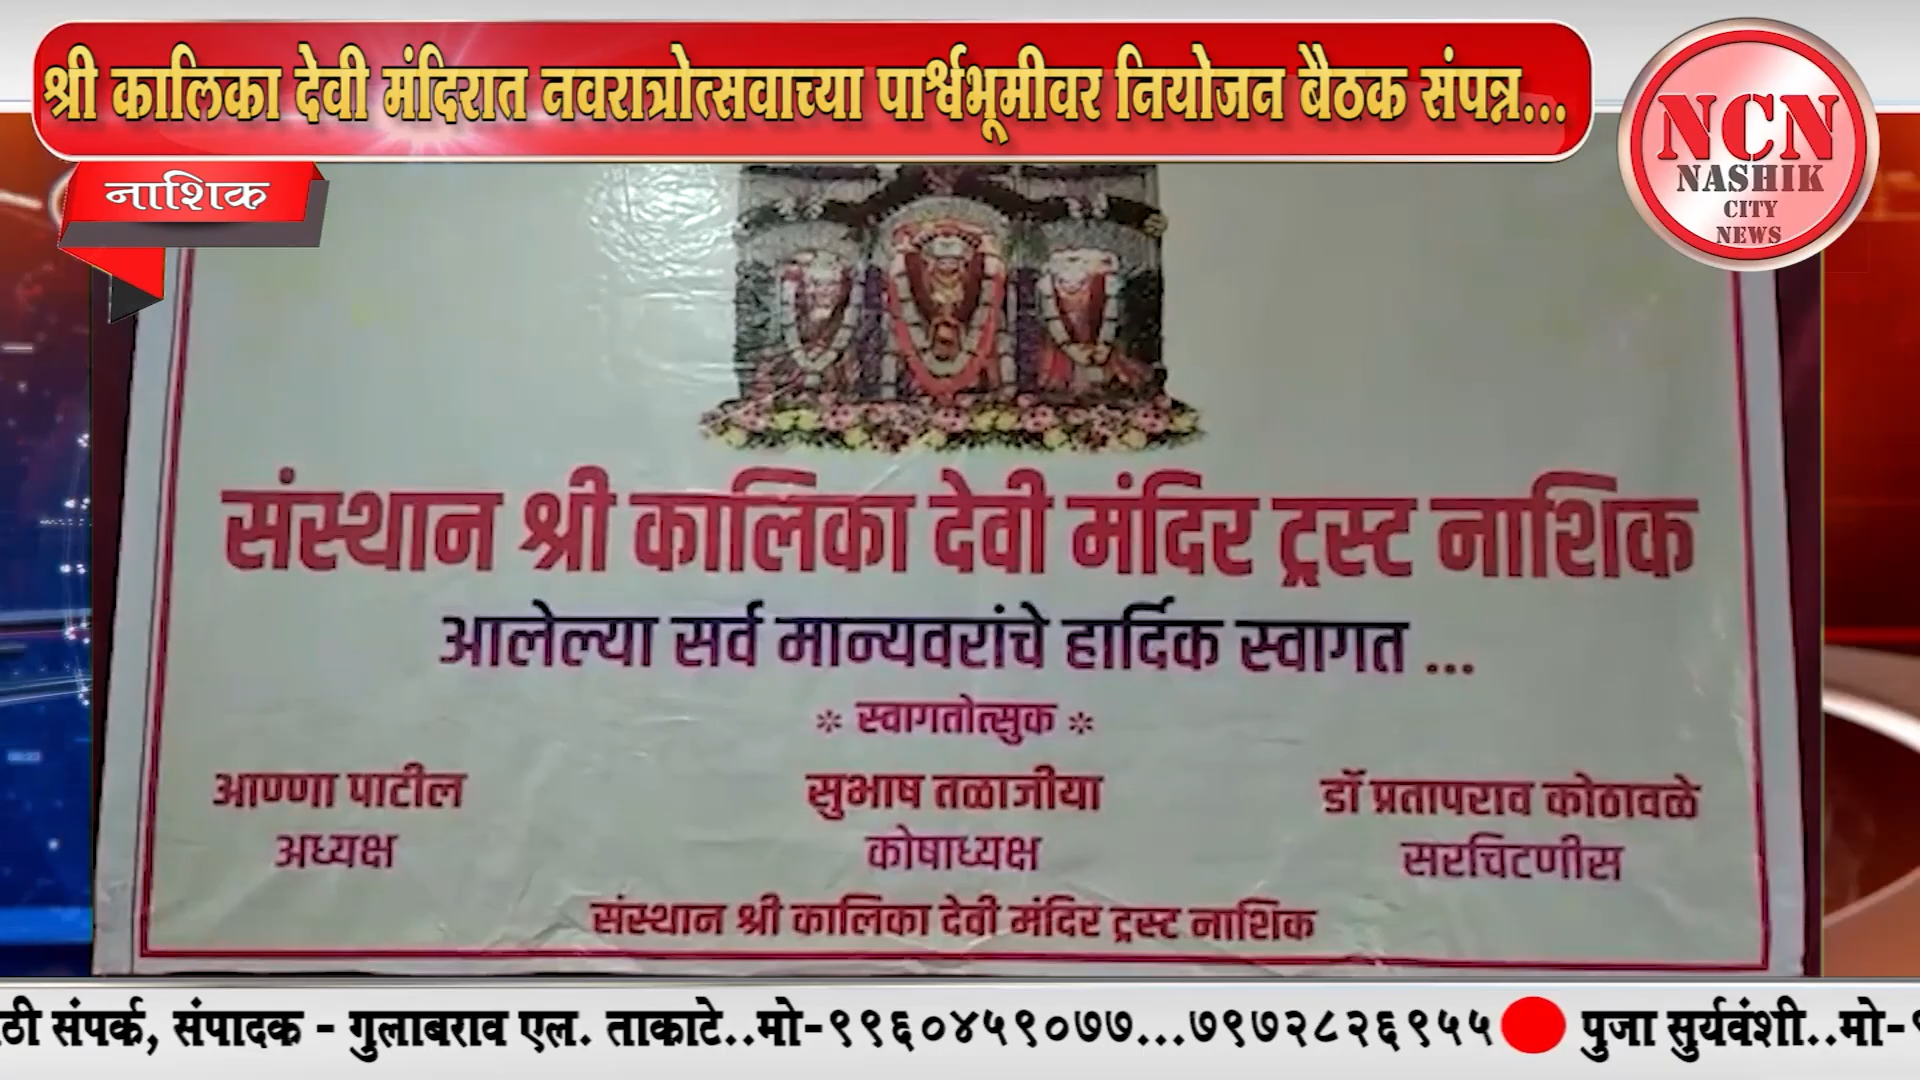 श्री कालिका देवी मंदिरात नवरात्रोत्सवाच्या पार्श्वभूमीवर नियोजन बैठक संपन्न...
नाशिक
NCN
NASHIK
CITY
NEWS
संस्थान श्री कालिका देवी मंदिर ट्रस्ट नाशिक
आलेल्या सर्व मान्यवरांचे हार्दिक स्वागत ...
* स्वागतोत्सुक *
आण्णा पाटील सुभाष तळाजीया डॉ प्रतापराव कोठावळे
अध्यक्ष कोषाध्यक्ष सरचिटणीस
संस्थान श्री कालिका देवी मंदिर ट्रस्ट नाशिक
ठी संपर्क, संपादक - गुलाबराव एल. ताकाटे..मो-९९६०४५९०७७...७९७२८२६९५५ पुजा सुर्यवंशी..मो-